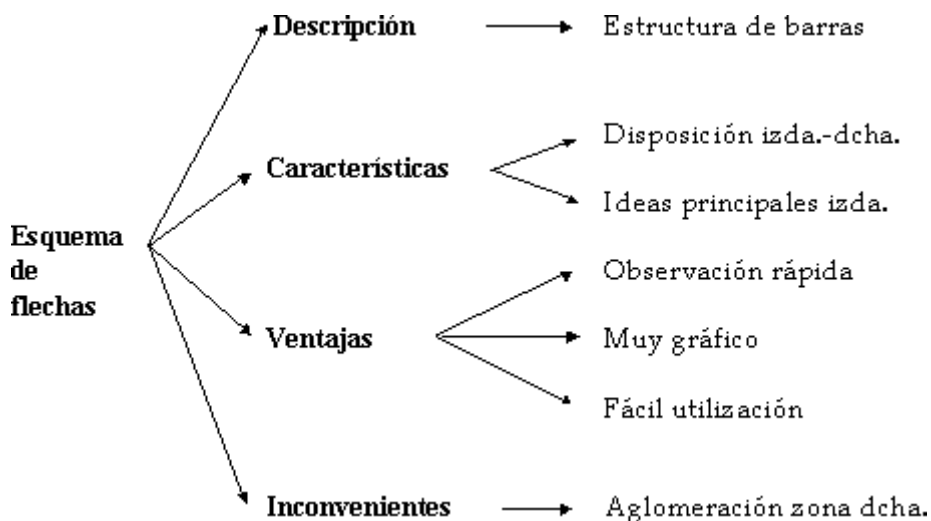 Descripción
Estructura de barras
Característícas
Disposición izda.-dcha.
Ideas principales izda.
Esquema
de
flechas
Ventajas
Observación rápida
Muy gráfico
Fácil utilización
Inconvenientes
Aglomeración zona dcha.